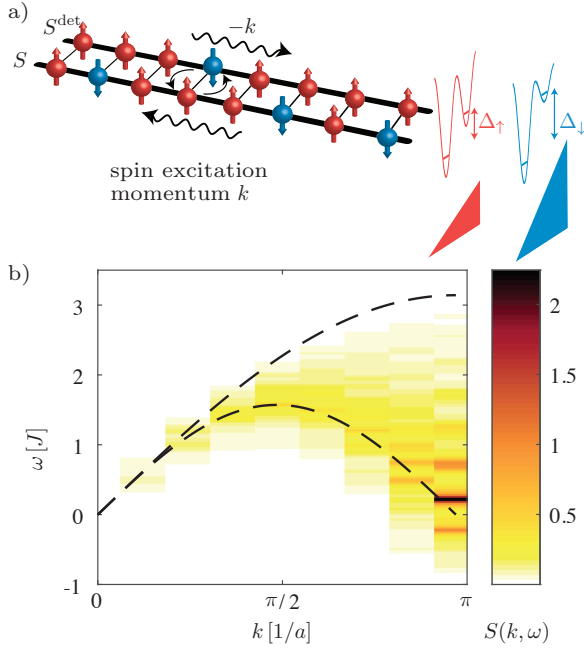 a)
S^det
S
−k
Δ↑
Δ↓
spin excitation
momentum k
b)
3
2
1
0
-1
ω [J]
0
π/2
π
k [1/a]
2
1.5
1
0.5
S(k, ω)